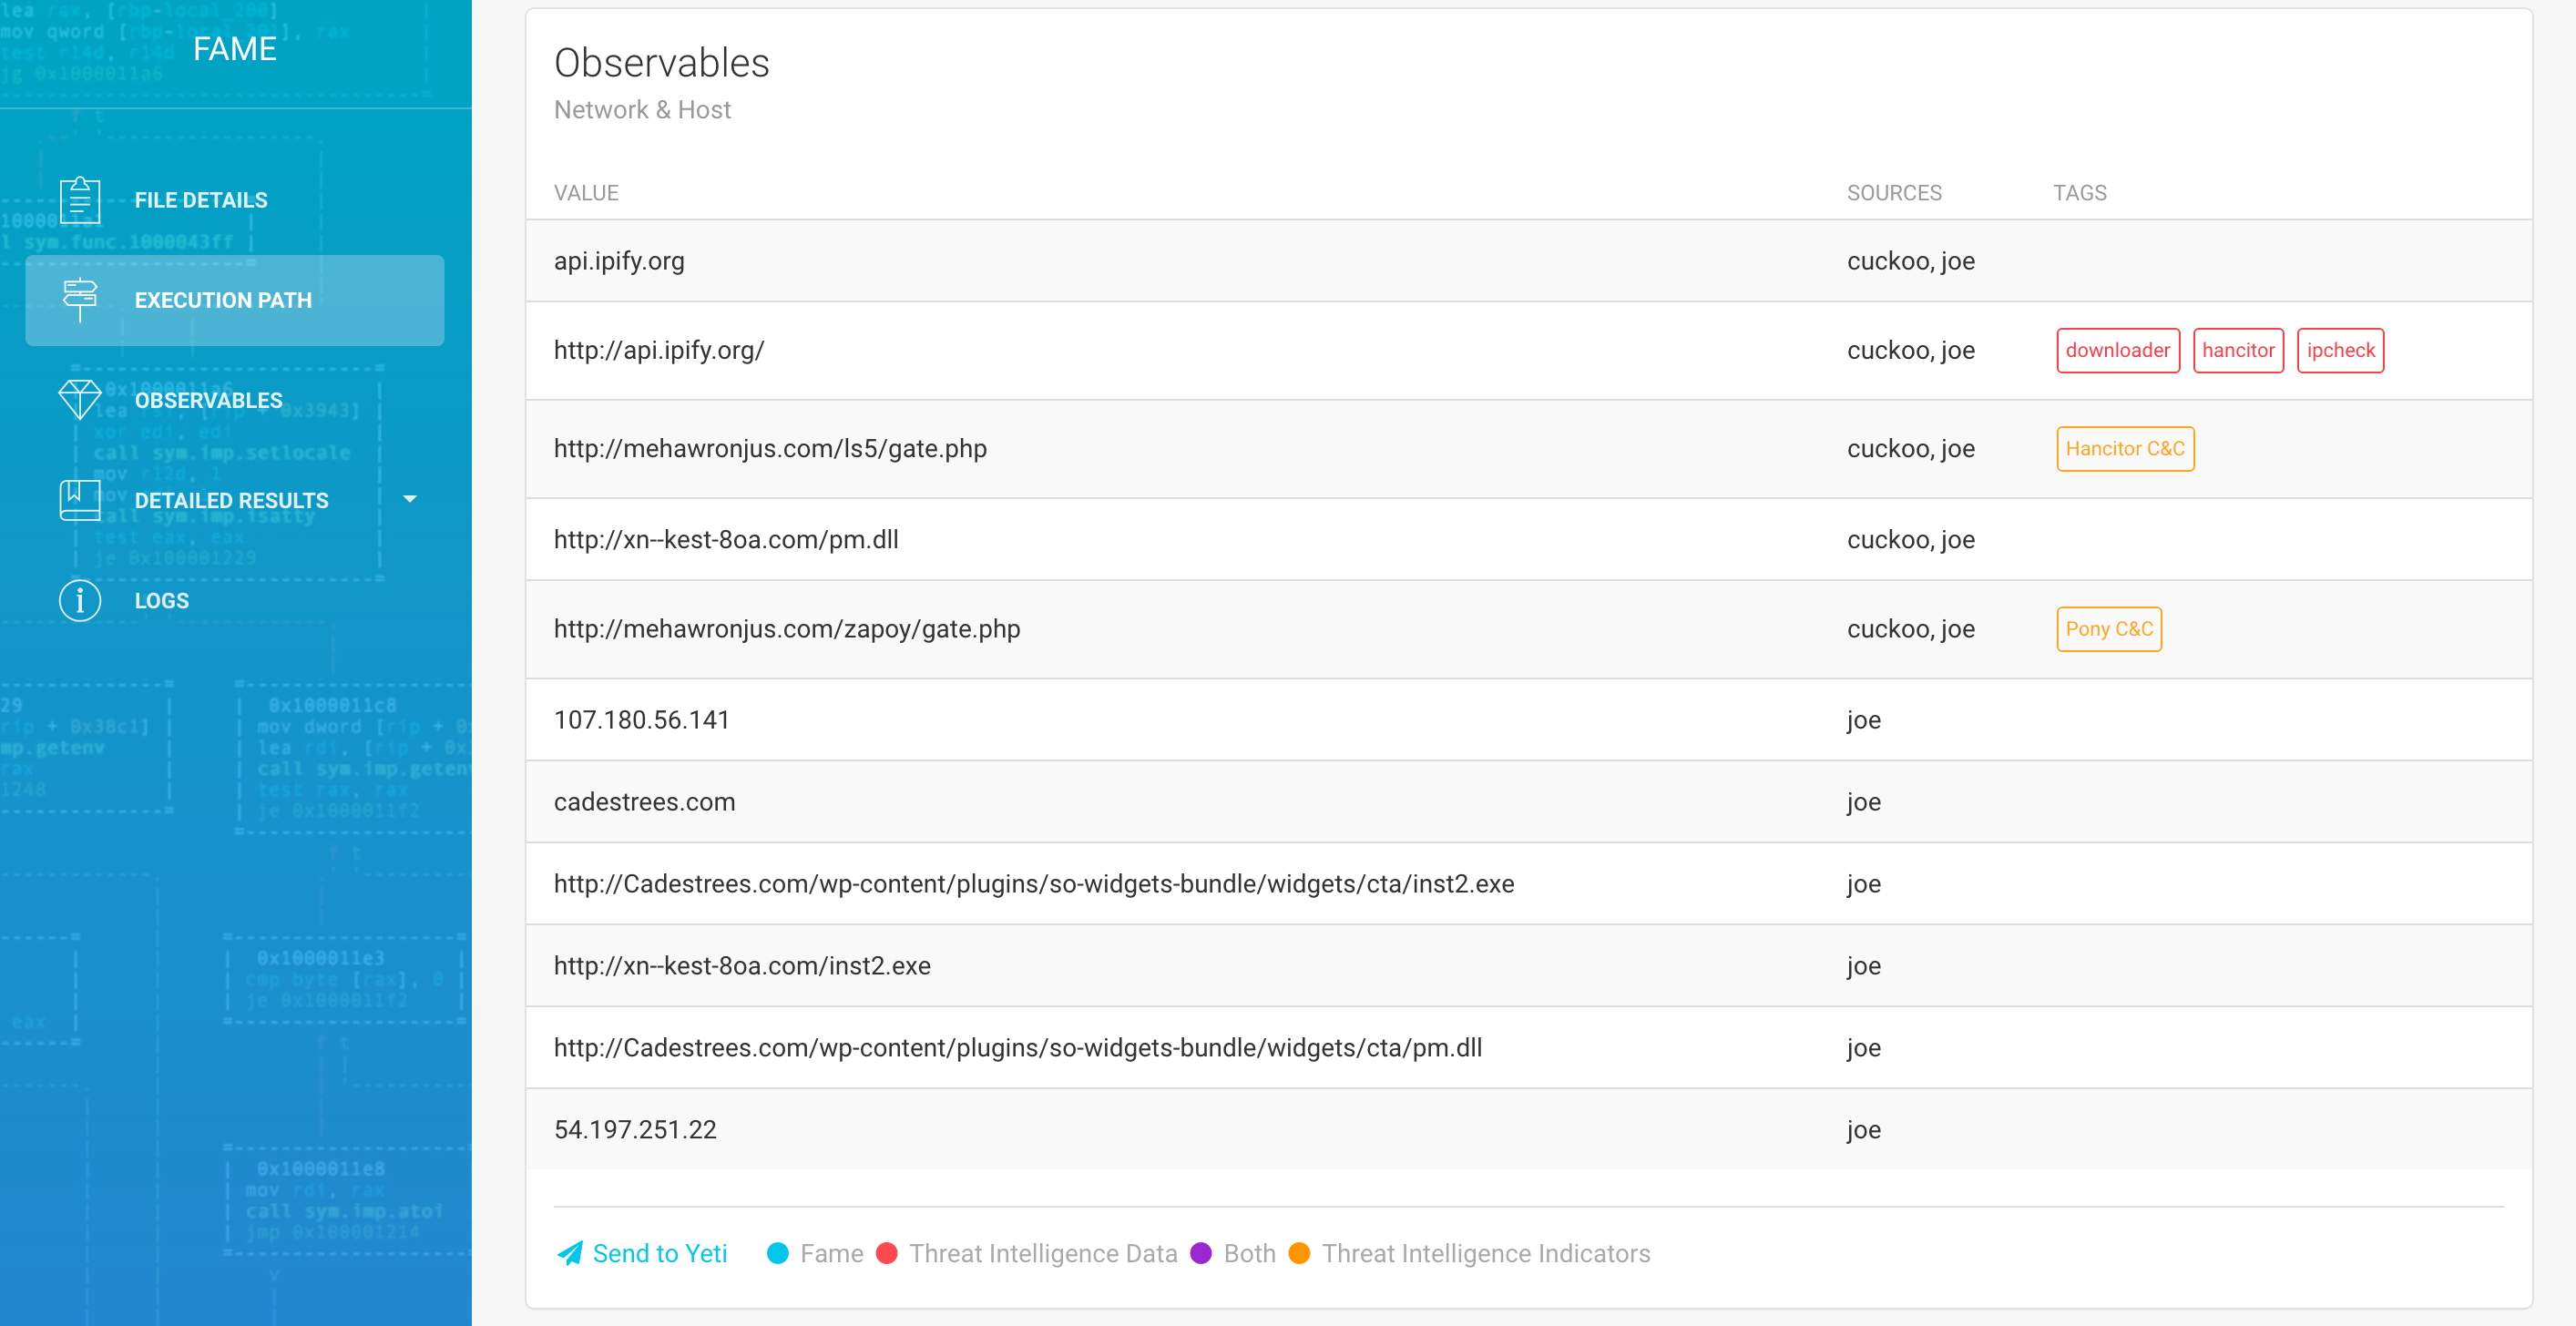 FAME
FILE DETAILS
EXECUTION PATH
OBSERVABLES
DETAILED RESULTS
LOGS
Observables
Network & Host
VALUE SOURCES TAGS
api.ipify.org cuckoo, joe
http://api.ipify.org/ cuckoo, joe downloader hancitor ipcheck
http://mehawronjus.com/ls5/gate.php cuckoo, joe Hancitor C&C
http://xn--kest-8oa.com/pm.dll cuckoo, joe
http://mehawronjus.com/zapoy/gate.php cuckoo, joe Pony C&C
107.180.56.141 joe
cadestrees.com joe
http://Cadestrees.com/wp-content/plugins/so-widgets-bundle/widgets/cta/inst2.exe joe
http://xn--kest-8oa.com/inst2.exe joe
http://Cadestrees.com/wp-content/plugins/so-widgets-bundle/widgets/cta/pm.dll joe
54.197.251.22 joe
Send to Yeti Fame Threat Intelligence Data Both Threat Intelligence Indicators